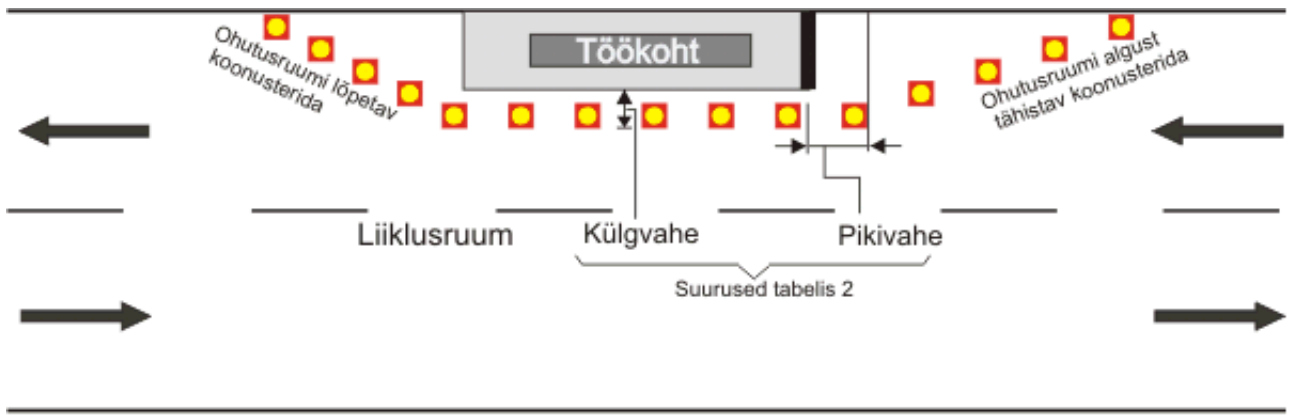 Töökoht
Ohutusruumi lõpetav
koonusterida
Ohutusruumi algust
tähistav koonusterida
Liiklusruum
Külgvahe
Pikivahe
Suurused tabelis 2